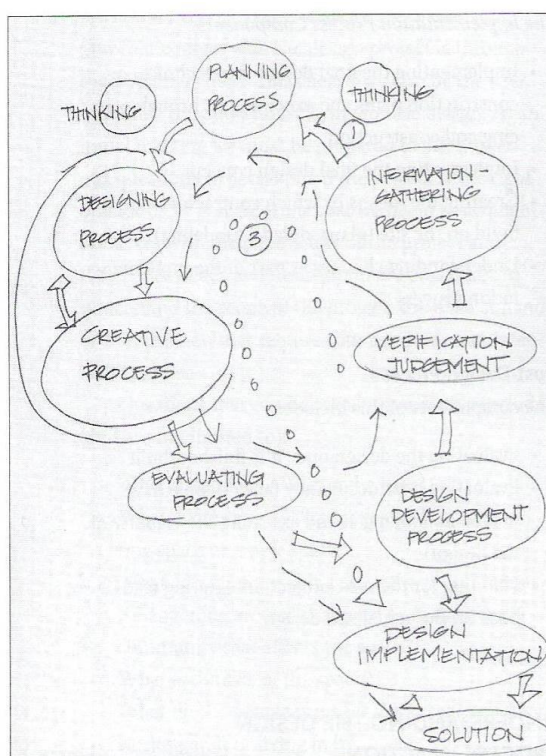 PLANNING
PROCESS
THINKING
THINKING
1
DESIGNING
PROCESS
INFORMATION
GATHERING
PROCESS
3
CREATIVE
PROCESS
VERIFICATION
JUDGEMENT
EVALUATING
PROCESS
DESIGN
DEVELOPMENT
PROCESS
DESIGN
IMPLEMENTATION
SOLUTION